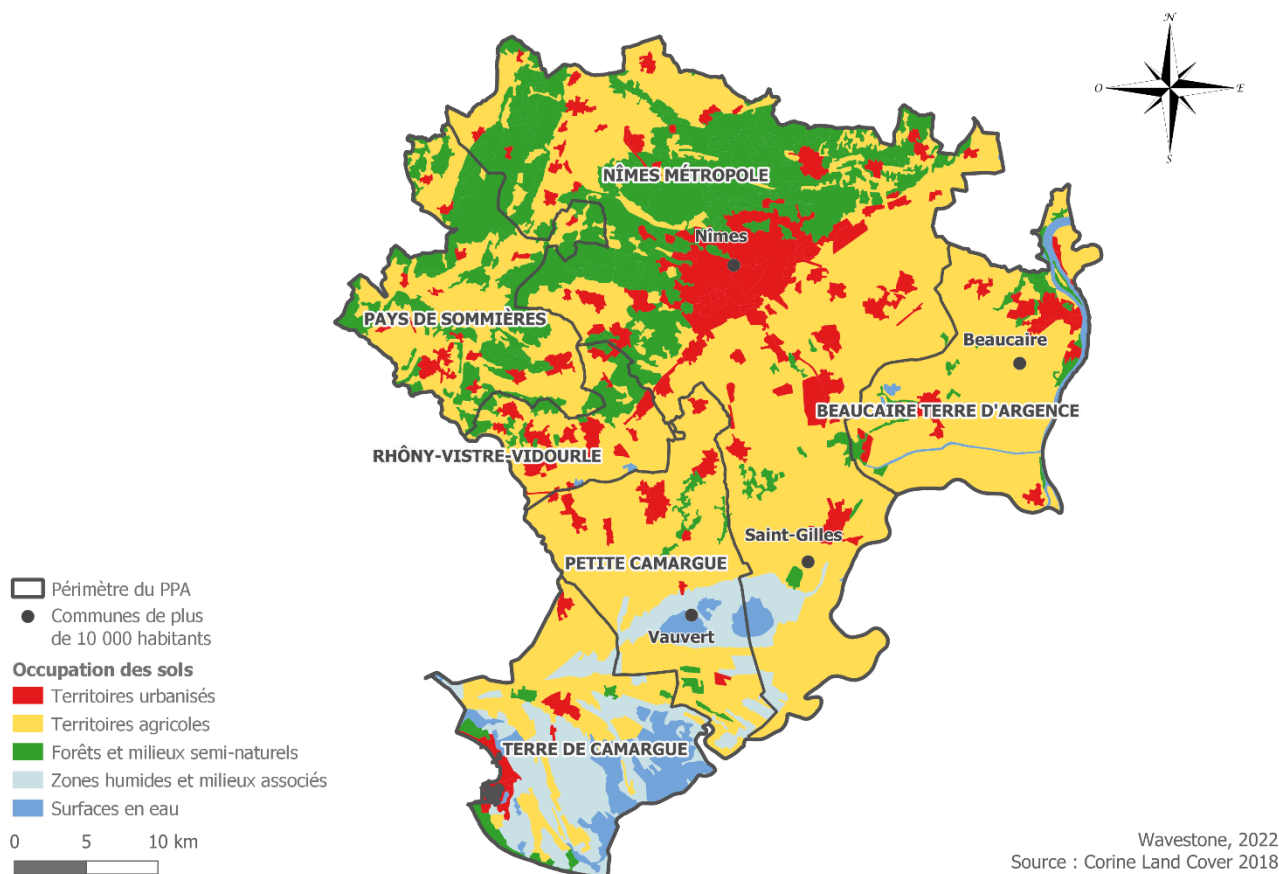 N
O
E
S
NÎMES MÉTROPOLE
Nîmes
PAYS DE SOMMIÈRES
Beaucaire
BEAUCAIRE TERRE D'ARGENCE
RHÔNY-VISTRE-VIDOURLE
Saint-Gilles
PETITE CAMARGUE
Vauvert
TERRE DE CAMARGUE
Périmètre du PPA
Communes de plus
de 10 000 habitants
Occupation des sols
Territoires urbanisés
Territoires agricoles
Forêts et milieux semi-naturels
Zones humides et milieux associés
Surfaces en eau
0 5 10 km
Wavestone, 2022
Source : Corine Land Cover 2018